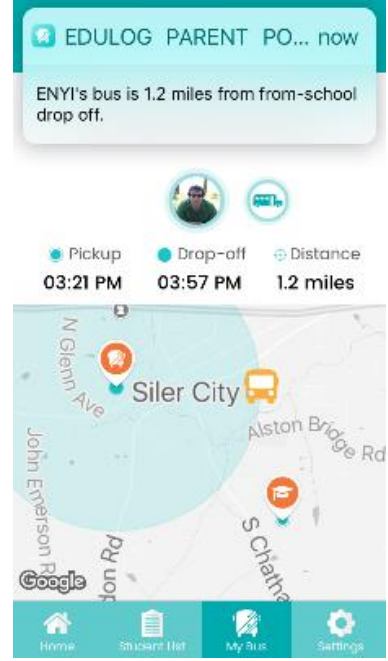 EDULOG PARENT PO... now
ENYI's bus is 1.2 miles from from-school
drop off.
Pickup
Drop-off
Distance
03:21 PM
03:57 PM
1.2 miles
N Glenn Ave
Siler City
Alston Bridge Rd
John Emerson R
don Rd
S Chatha
Google
Home
Student List
My Bus
Settings